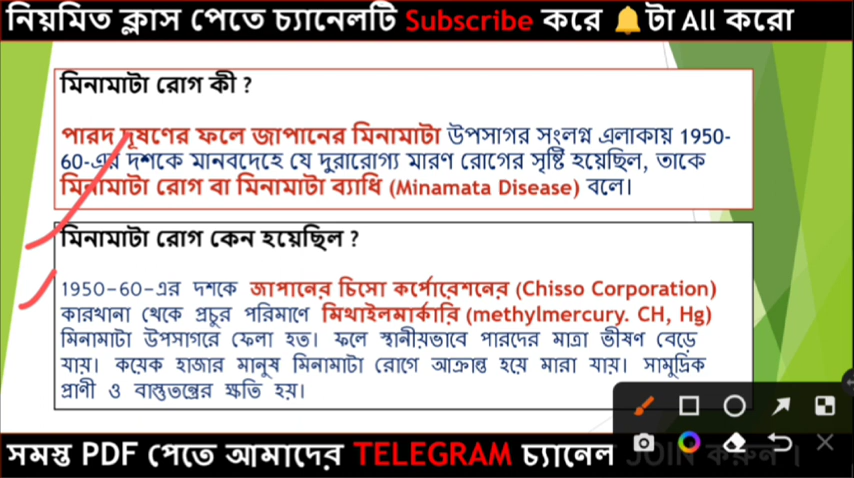 নিয়মিত ক্লাস পেতে চ্যানেলটি Subscribe করে 🔔টা All করো
মিনামাটা রোগ কী ?
পারদ দূষণের ফলে জাপানের মিনামাটা উপসাগর সংলগ্ন এলাকায় 1950-
60-এর দশকে মানবদেহে যে দুরারোগ্য মারণ রোগের সৃষ্টি হয়েছিল, তাকে
মিনামাটা রোগ বা মিনামাটা ব্যাধি (Minamata Disease) বলে।
মিনামাটা রোগ কেন হয়েছিল ?
1950-60-এর দশকে জাপানের চিসো কর্পোরেশনের (Chisso Corporation)
কারখানা থেকে প্রচুর পরিমাণে মিথাইলমার্কারি (methylmercury. CH, Hg)
মিনামাটা উপসাগরে ফেলা হত। ফলে স্থানীয়ভাবে পারদের মাত্রা ভীষণ বেড়ে
যায়। কয়েক হাজার মানুষ মিনামাটা রোগে আক্রান্ত হয়ে মারা যায়। সামুদ্রিক
প্রাণী ও বাস্তুতন্ত্রের ক্ষতি হয়।
সমস্ত PDF পেতে আমাদের TELEGRAM চ্যানেল JOIN করুন ।